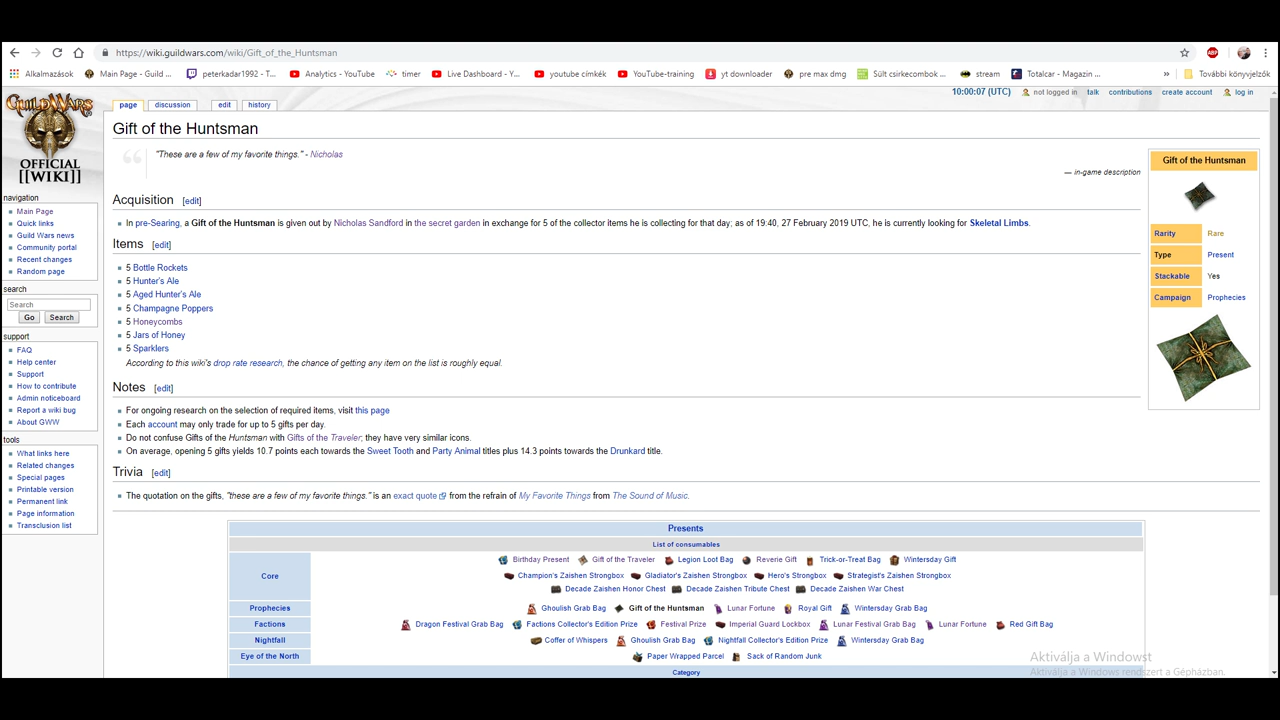 https://wiki.guildwars.com/wiki/Gift_of_the_Huntsman
ABP
Alkalmazások Main Page - Guild ... peterkadar1992 - T... Analytics - YouTube timer Live Dashboard - Y... youtube címkék YouTube-training yt downloader pre max dmg Sült csirkecombok ... stream Totalcar - Magazin ... » További könyvjelzők
10:00:07 (UTC) not logged in talk contributions create account log in
page discussion edit history
GUILD WARS
OFFICIAL
[[WIKI]]
navigation
Main Page
Quick links
Guild Wars news
Community portal
Recent changes
Random page
search
Search
Go Search
support
FAQ
Help center
Support
How to contribute
Admin noticeboard
Report a wiki bug
About GWW
tools
What links here
Related changes
Special pages
Printable version
Permanent link
Page information
Transclusion list
Gift of the Huntsman
"These are a few of my favorite things." - Nicholas
— in-game description
Acquisition [edit]
In pre-Searing, a Gift of the Huntsman is given out by Nicholas Sandford in the secret garden in exchange for 5 of the collector items he is collecting for that day; as of 19:40, 27 February 2019 UTC, he is currently looking for Skeletal Limbs.
Items [edit]
5 Bottle Rockets
5 Hunter's Ale
5 Aged Hunter's Ale
5 Champagne Poppers
5 Honeycombs
5 Jars of Honey
5 Sparklers
According to this wiki's drop rate research, the chance of getting any item on the list is roughly equal.
Notes [edit]
For ongoing research on the selection of required items, visit this page
Each account may only trade for up to 5 gifts per day.
Do not confuse Gifts of the Huntsman with Gifts of the Traveler; they have very similar icons.
On average, opening 5 gifts yields 10.7 points each towards the Sweet Tooth and Party Animal titles plus 14.3 points towards the Drunkard title.
Trivia [edit]
The quotation on the gifts, "these are a few of my favorite things." is an exact quote from the refrain of My Favorite Things from The Sound of Music.
Gift of the Huntsman
Rarity Rare
Type Present
Stackable Yes
Campaign Prophecies
Presents
List of consumables
Core
Birthday Present Gift of the Traveler Legion Loot Bag Reverie Gift Trick-or-Treat Bag Wintersday Gift
Champion's Zaishen Strongbox Gladiator's Zaishen Strongbox Hero's Strongbox Strategist's Zaishen Strongbox
Decade Zaishen Honor Chest Decade Zaishen Tribute Chest Decade Zaishen War Chest
Prophecies Ghoulish Grab Bag Gift of the Huntsman Lunar Fortune Royal Gift Wintersday Grab Bag
Factions Dragon Festival Grab Bag Factions Collector's Edition Prize Festival Prize Imperial Guard Lockbox Lunar Festival Grab Bag Lunar Fortune Red Gift Bag
Nightfall Coffer of Whispers Ghoulish Grab Bag Nightfall Collector's Edition Prize Wintersday Grab Bag
Eye of the North Paper Wrapped Parcel Sack of Random Junk
Category
Aktiválja a Windowst
Aktiválja a Windows rendszert a Gépházban.